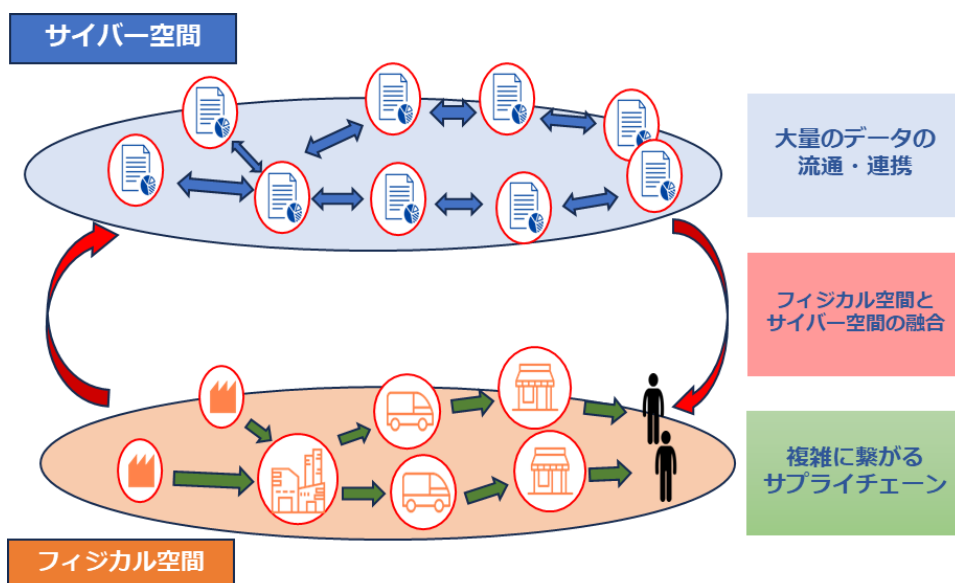 サイバー空間
大量のデータの
流通・連携
フィジカル空間と
サイバー空間の融合
複雑に繋がる
サプライチェーン
フィジカル空間